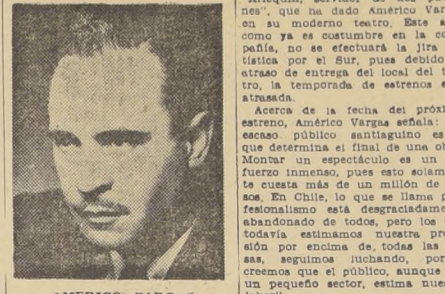 nes", que ha dado Américo Var
en su moderno teatro. Este
como ya es costumbre en la co
pañía, no se efectuará la jira
tística por el Sur, pues debido
atraso de entrega del local del t
tro, la temporada de estrenos e
atrasada.
Acerca de la fecha del próxi
estreno, Américo Vargas señala:
escaso público santiaguino es
que determina el final de una ob
Montar un espectáculo es un
fuerzo inmenso, pues esto solam
te cuesta más de un millón de
sos. En Chile, lo que se llama p
fesionalismo está desgraciadame
abandonado de todos, pero los
todavía estimamos nuestra pr
sión por encima de, todas las
sas, seguimos luchando, por
creemos que el público, aunque
un pequeño sector, estima nue